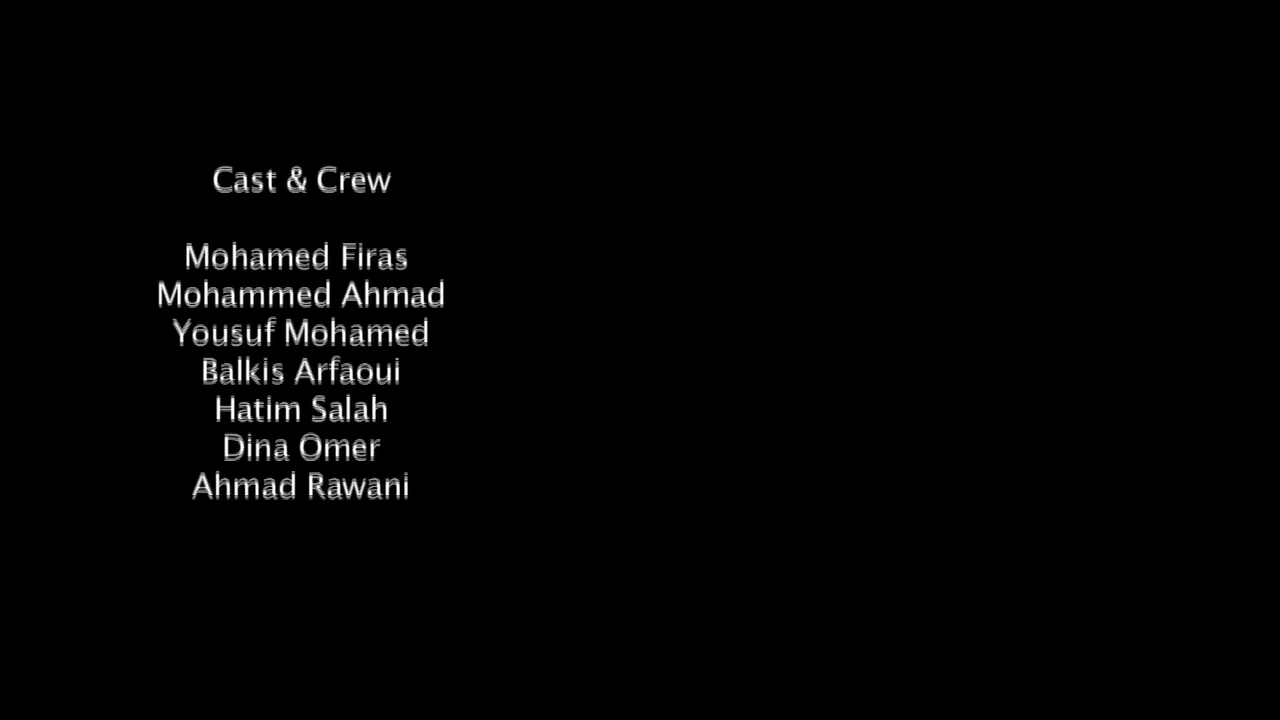 Cast & Crew
Mohamed Firas
Mohammed Ahmad
Yousuf Mohamed
Balkis Arfaoui
Hatim Salah
Dina Omer
Ahmad Rawani